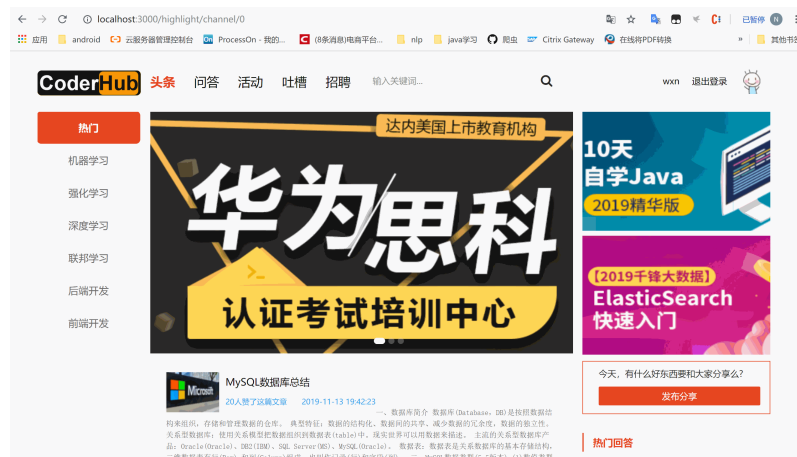 localhost:3000/highlight/channel/0
已暂停
N
应用
android
云服务器管理控制台
ProcessOn - 我的...
(8条消息)电商平台...
nlp
java学习
爬虫
Citrix Gateway
在线将PDF转换
»
其他书签
CoderHub
头条
问答
活动
吐槽
招聘
输入关键词...
wxn
退出登录
热门
机器学习
强化学习
深度学习
联邦学习
后端开发
前端开发
达内美国上市教育机构
华为/思科
认证考试培训中心
10天
自学Java
2019精华版
【2019千锋大数据】
ElasticSearch
快速入门
今天，有什么好东西要和大家分享么？
发布分享
热门回答
Microsoft
MySQL数据库总结
20人赞了这篇文章
2019-11-13 19:42:23
一、数据库简介 数据库(Database，DB)是按照数据结
构来组织，存储和管理数据的仓库。 典型特征：数据的结构化、数据间的共享、减少数据的冗余度，数据的独立性。
关系型数据库：使用关系模型把数据组织到数据表(table)中。现实世界可以用数据来描述。 主流的关系型数据库产
品：Oracle(Oracle)、DB2(IBM)、SQL Server(MS)、MySQL(Oracle)。 数据表：数据表是关系数据库的基本存储结构，